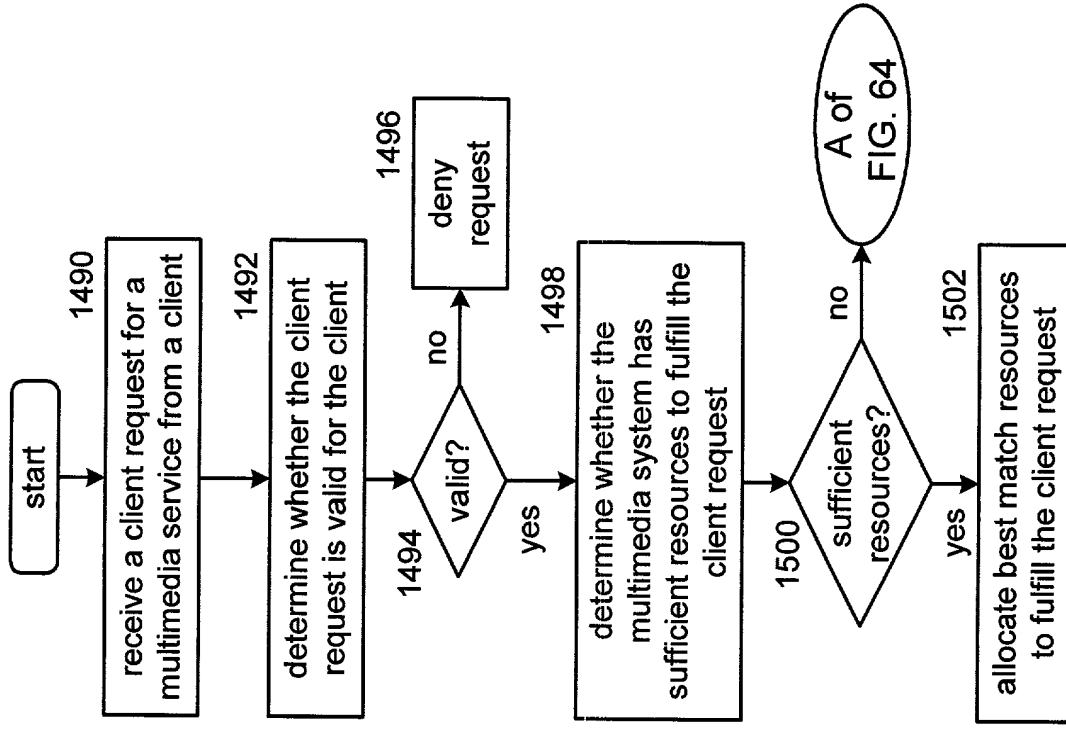 start
1490
receive a client request for a
multimedia service from a client
1492
determine whether the client
request is valid for the client
1494
valid?
no
1496
deny
request
yes
1498
determine whether the
multimedia system has
sufficient resources to fulfill the
client request
1500
sufficient
resources?
no
A of
FIG. 64
yes
1502
allocate best match resources
to fulfill the client request